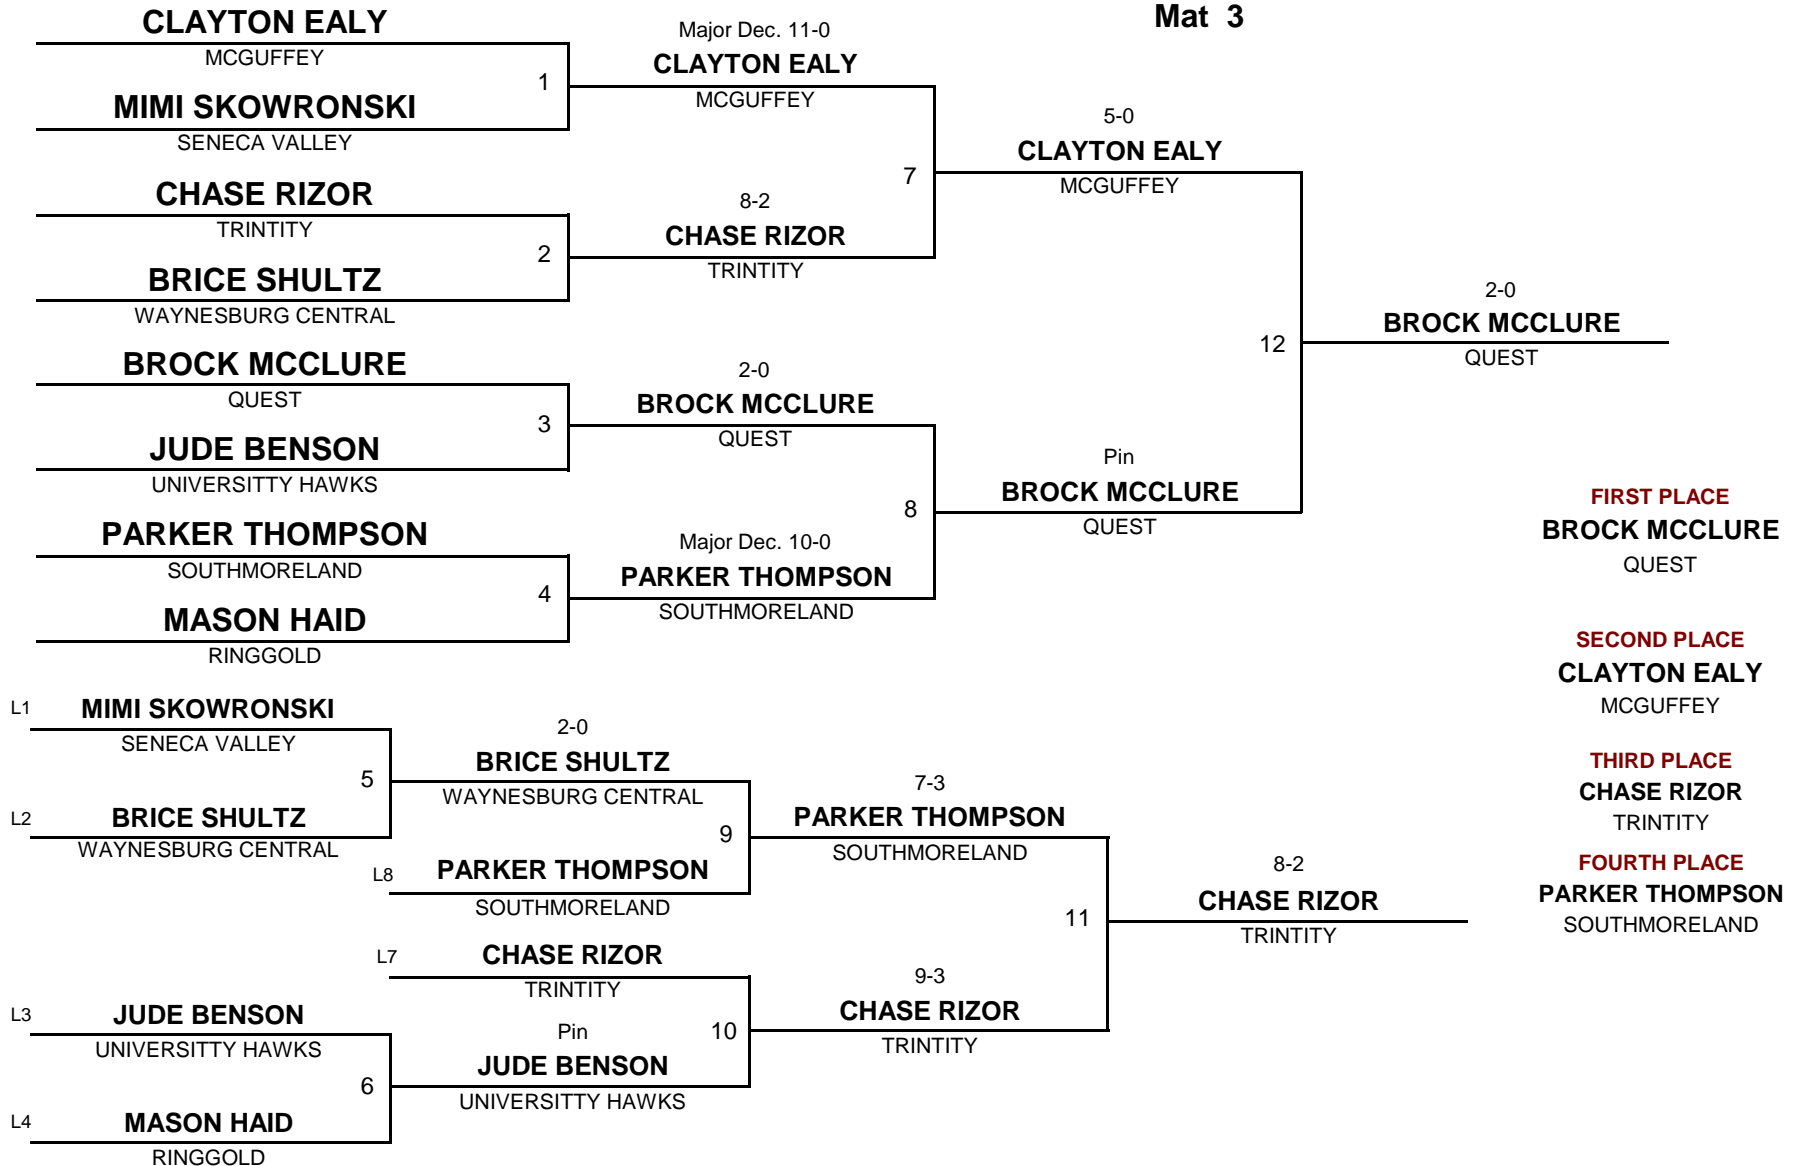 Mat 3
CLAYTON EALY
MCGUFFEY
1
MIMI SKOWRONSKI
SENECA VALLEY
Major Dec. 11-0
CLAYTON EALY
MCGUFFEY
CHASE RIZOR
TRINTITY
2
BRICE SHULTZ
WAYNESBURG CENTRAL
8-2
CHASE RIZOR
TRINTITY
7
5-0
CLAYTON EALY
MCGUFFEY
BROCK MCCLURE
QUEST
3
JUDE BENSON
UNIVERSITTY HAWKS
2-0
BROCK MCCLURE
QUEST
PARKER THOMPSON
SOUTHMORELAND
4
MASON HAID
RINGGOLD
Major Dec. 10-0
PARKER THOMPSON
SOUTHMORELAND
8
Pin
BROCK MCCLURE
QUEST
12
2-0
BROCK MCCLURE
QUEST
FIRST PLACE
BROCK MCCLURE
QUEST
SECOND PLACE
CLAYTON EALY
MCGUFFEY
THIRD PLACE
CHASE RIZOR
TRINTITY
FOURTH PLACE
PARKER THOMPSON
SOUTHMORELAND
L1 MIMI SKOWRONSKI
SENECA VALLEY
5
L2 BRICE SHULTZ
WAYNESBURG CENTRAL
2-0
BRICE SHULTZ
WAYNESBURG CENTRAL
9
L8 PARKER THOMPSON
SOUTHMORELAND
7-3
PARKER THOMPSON
SOUTHMORELAND
L7 CHASE RIZOR
TRINTITY
10
L3 JUDE BENSON
UNIVERSITTY HAWKS
6
L4 MASON HAID
RINGGOLD
Pin
JUDE BENSON
UNIVERSITTY HAWKS
9-3
CHASE RIZOR
TRINTITY
11
8-2
CHASE RIZOR
TRINTITY